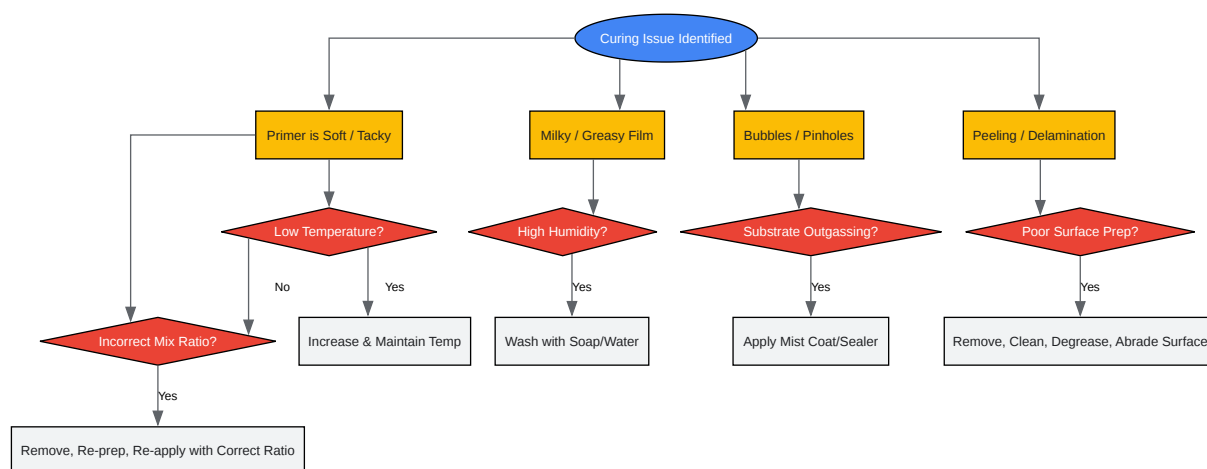 Curing Issue Identified
Primer is Soft / Tacky
Milky / Greasy Film
Bubbles / Pinholes
Peeling / Delamination
Low Temperature?
High Humidity?
Substrate Outgassing?
Poor Surface Prep?
No
Yes
Yes
Yes
Yes
Incorrect Mix Ratio?
Increase & Maintain Temp
Wash with Soap/Water
Apply Mist Coat/Sealer
Remove, Clean, Degrease, Abrade Surface
Yes
Remove, Re-prep, Re-apply with Correct Ratio